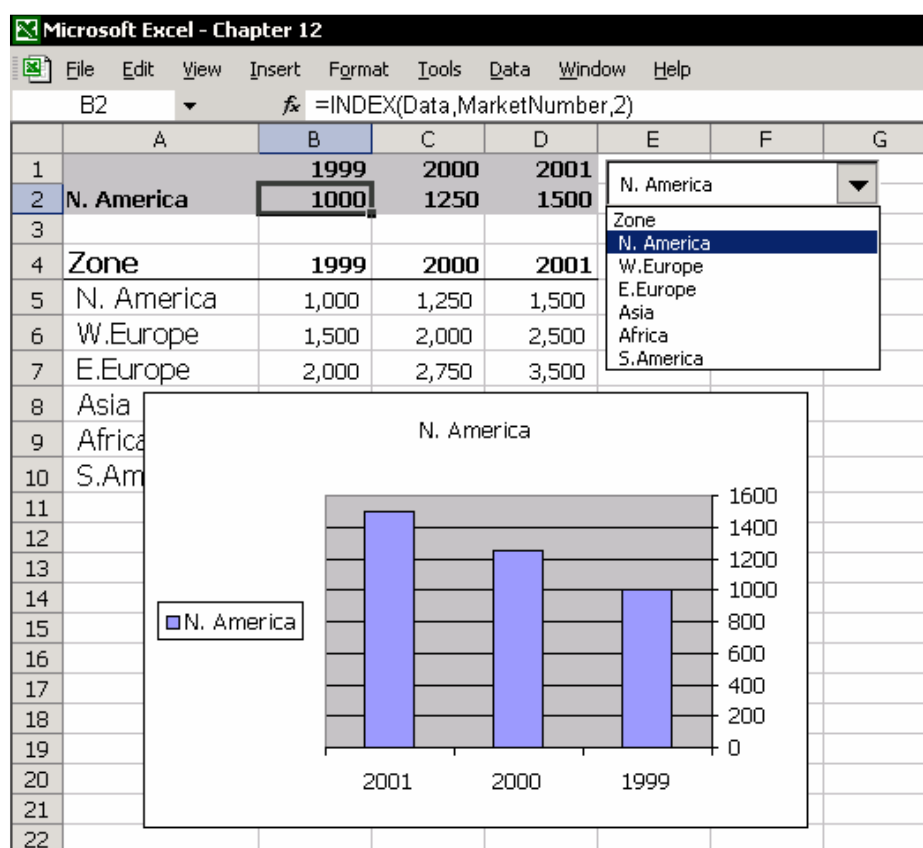 Microsoft Excel - Chapter 12
File Edit View Insert Format Tools Data Window Help
B2 fx =INDEX(Data,MarketNumber,2)
A B C D E F G
1 1999 2000 2001
2 N. America 1000 1250 1500
N. America
3
Zone
N. America
W.Europe
E.Europe
Asia
Africa
S.America
4 Zone 1999 2000 2001
5 N. America 1,000 1,250 1,500
6 W.Europe 1,500 2,000 2,500
7 E.Europe 2,000 2,750 3,500
8 Asia
9 Africa
10 S.Am
11
12
13
14
15
16
17
18
19
20
21
22
N. America
1600
1400
1200
1000
800
600
400
200
0
N. America
2001 2000 1999